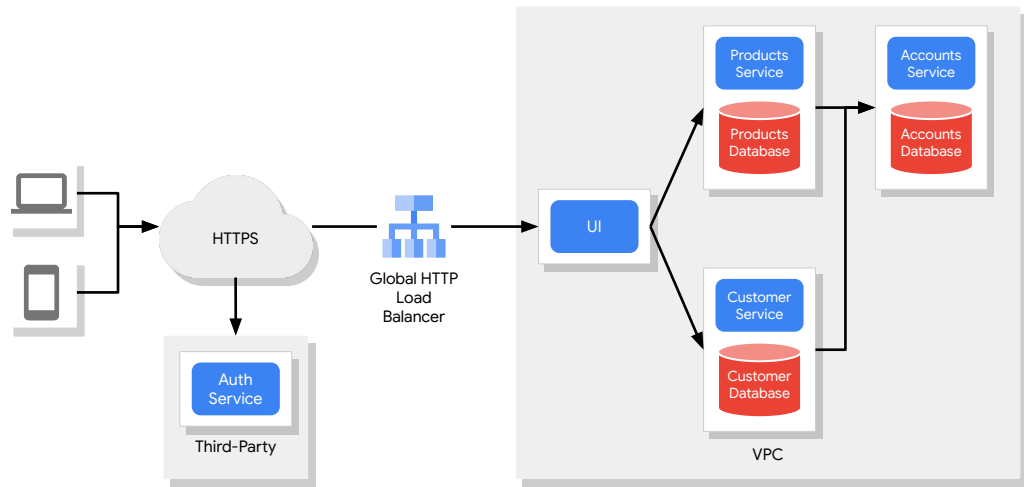 HTTPS
Global HTTP
Load
Balancer
Auth
Service
Third-Party
UI
Products
Service
Products
Database
Accounts
Service
Accounts
Database
Customer
Service
Customer
Database
VPC